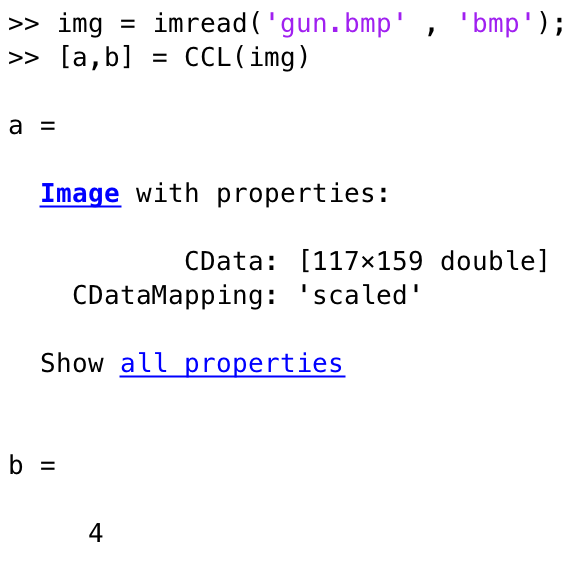 >> img = imread('gun.bmp' , 'bmp');
>> [a,b] = CCL(img)
a =
Image with properties:
CData: [117×159 double]
CDataMapping: 'scaled'
Show all properties
b =
4